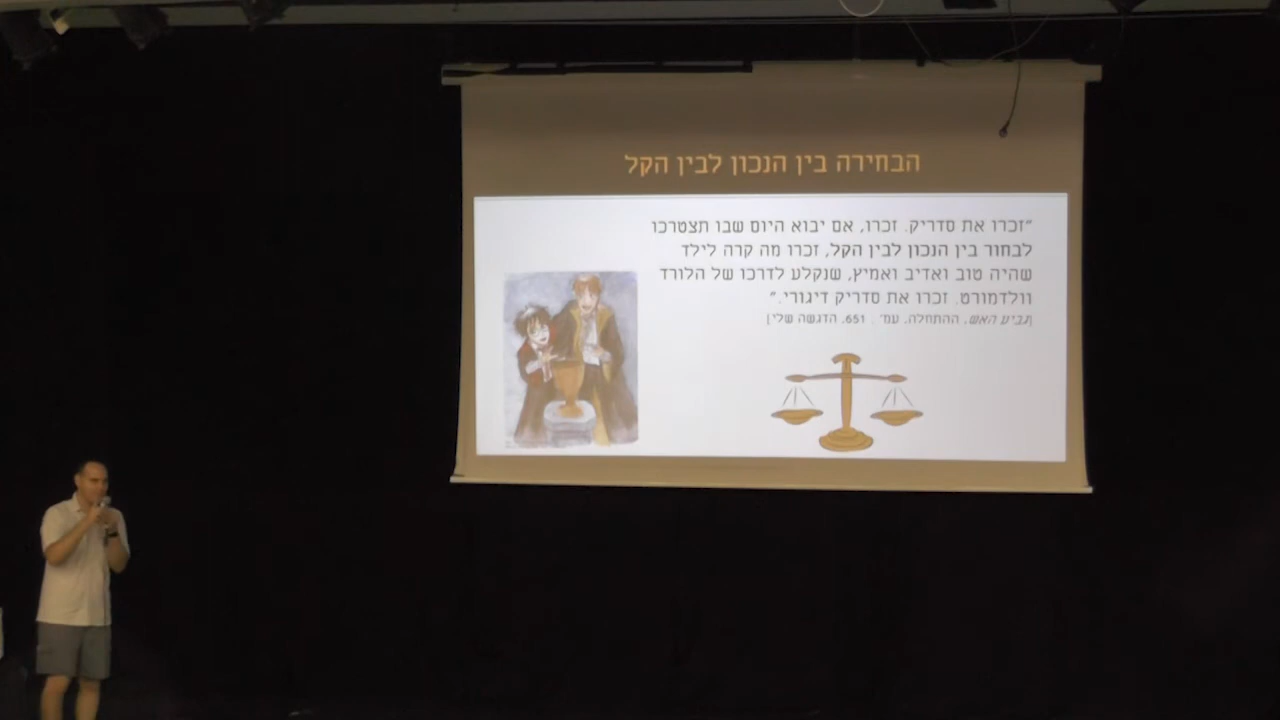 הבחירה בין הנכון לבין הקל
"זכרו את סדריק. זכרו, אם יבוא היום שבו תצטרכו
לבחור בין הנכון לבין הקל, זכרו מה קרה לילד
שהיה טוב ואדיב ואמיץ, שנקלע לדרכו של הלורד
וולדמורט. זכרו את סדריק דיגורי."
[גביע האש, ההתחלה, עמ' . 651, הדגשה שלי]